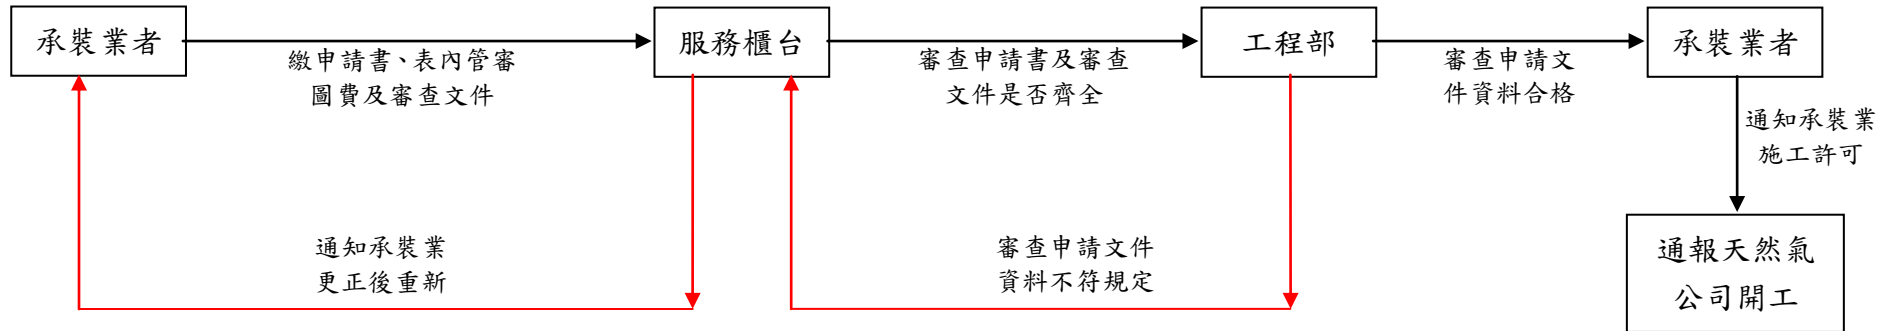 承裝業者
繳申請書、表內管審
圖費及審查文件
服務櫃台
審查申請書及審查
文件是否齊全
工程部
審查申請文
件資料合格
承裝業者
通知承裝業
施工許可
通知承裝業
更正後重新
審查申請文件
資料不符規定
通報天然氣
公司開工